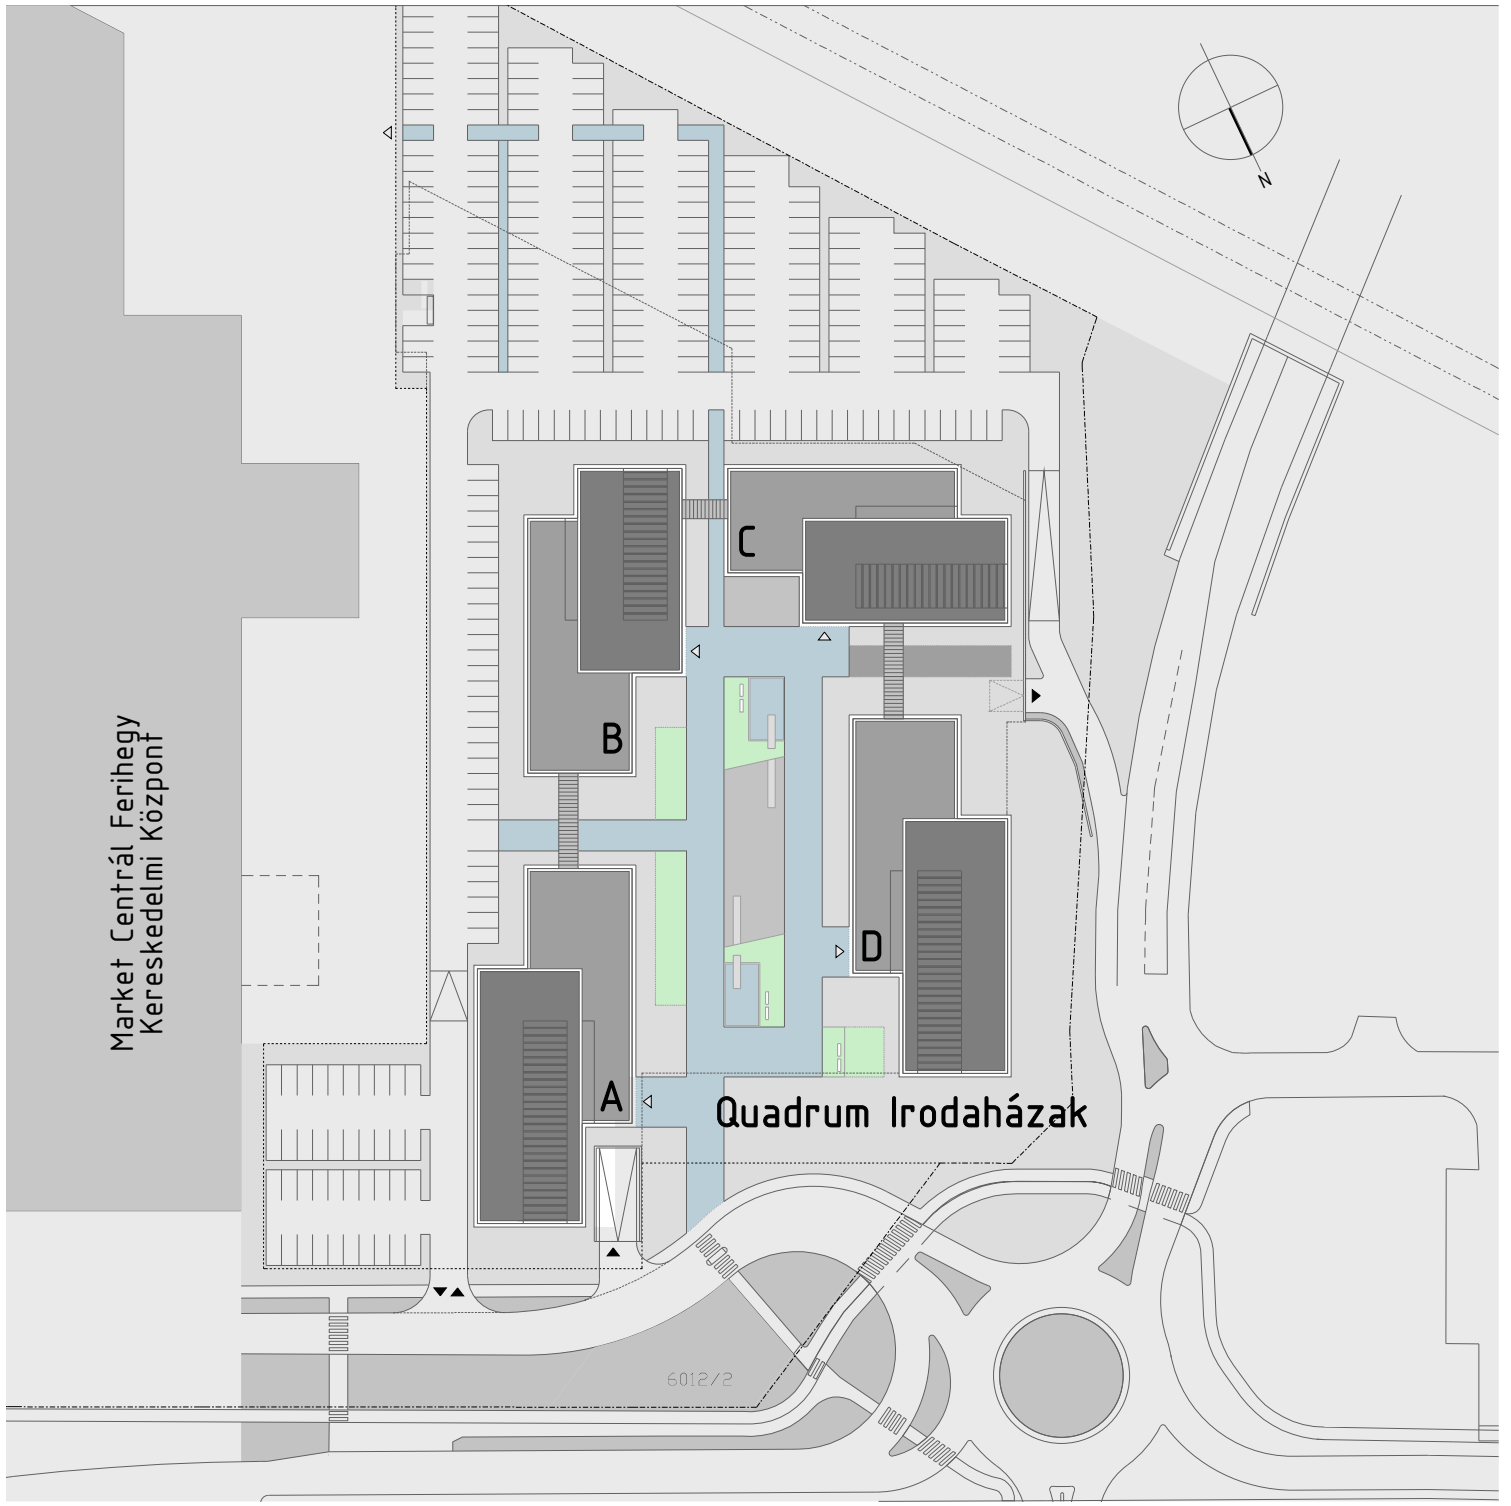 N
C
B
Market Centrál Ferihegy
Kereskedelmi Központ
D
A
Quadrum Irodaházak
6012/2